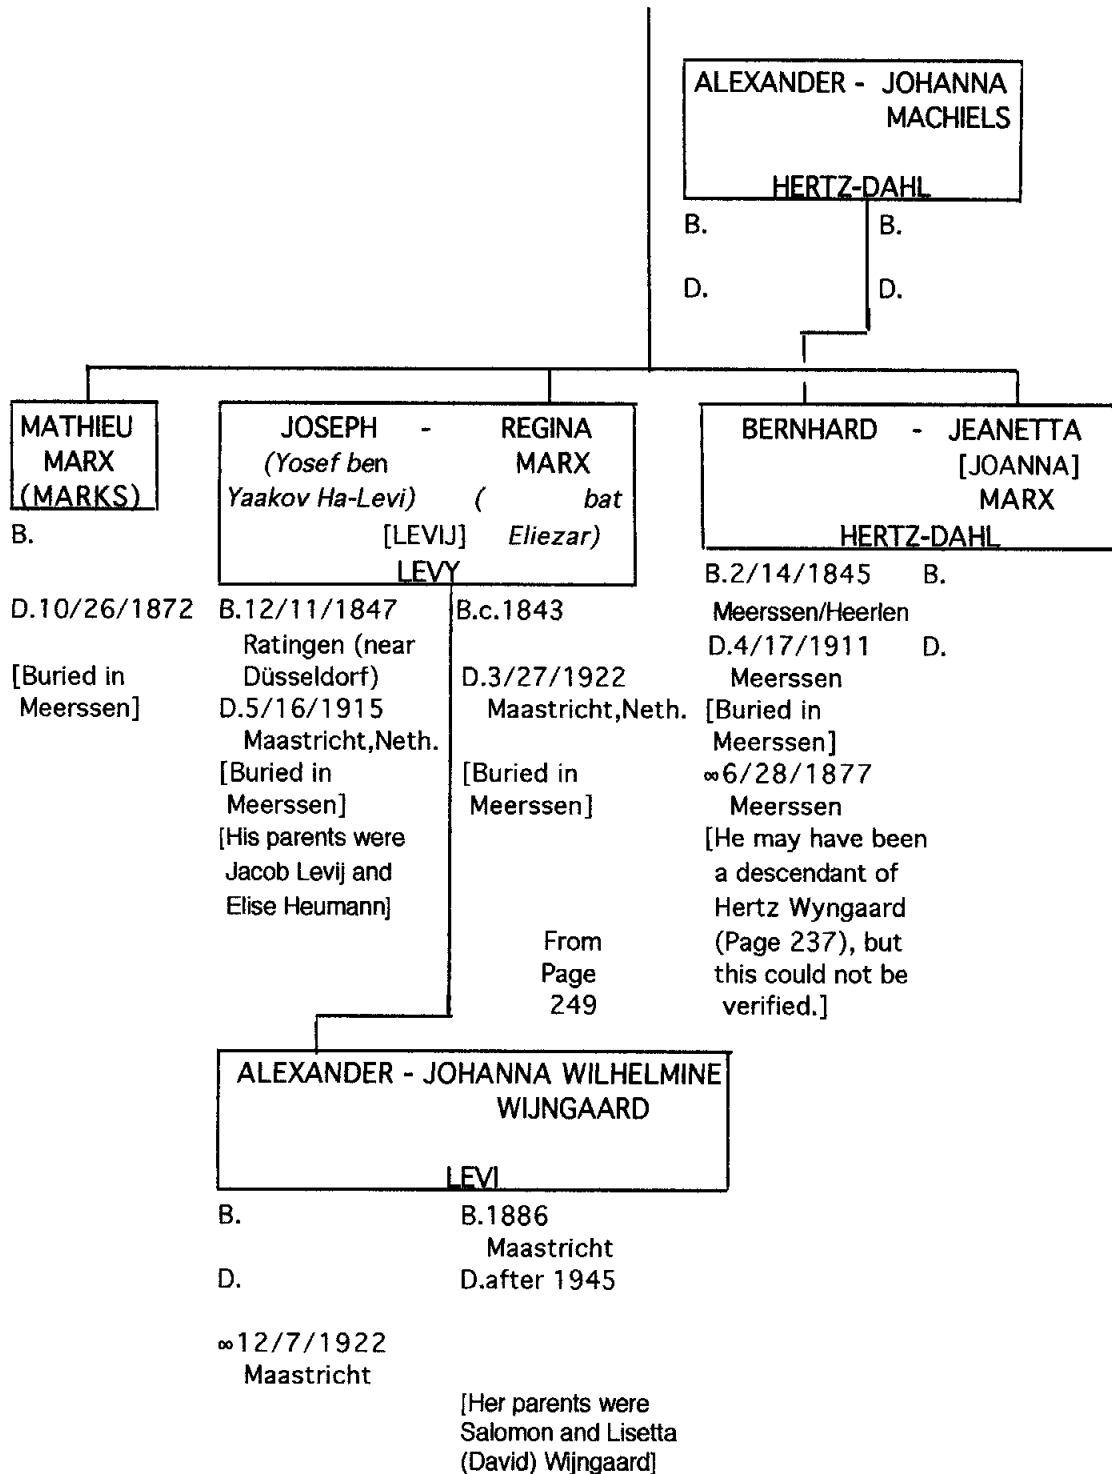 ALEXANDER - JOHANNA
MACHIELS
HERTZ-DAHL
B. B.
D. D.
MATHIEU
MARX
(MARKS)
B.
D.10/26/1872
[Buried in
Meerssen]
JOSEPH - REGINA
(Yosef ben MARX
Yaakov Ha-Levi) ( bat
[LEVIJ] Eliezar)
LEVY
B.12/11/1847
Ratingen (near
Düsseldorf)
D.5/16/1915
Maastricht,Neth.
[Buried in
Meerssen]
[His parents were
Jacob Levij and
Elise Heumann]
B.c.1843
D.3/27/1922
Maastricht,Neth.
[Buried in
Meerssen]
From
Page
249
BERNHARD - JEANETTA
[JOANNA]
MARX
HERTZ-DAHL
B.2/14/1845 B.
Meerssen/Heerlen
D.4/17/1911 D.
Meerssen
[Buried in
Meerssen]
∞6/28/1877
Meerssen
[He may have been
a descendant of
Hertz Wyngaard
(Page 237), but
this could not be
verified.]
ALEXANDER - JOHANNA WILHELMINE
WIJNGAARD
LEVI
B. B.1886
Maastricht
D. D.after 1945
∞12/7/1922
Maastricht
[Her parents were
Salomon and Lisetta
(David) Wijngaard]